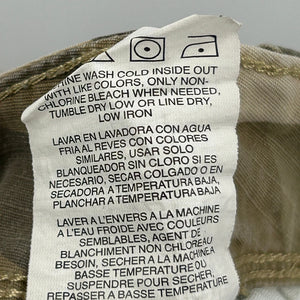 HINE WASH COLD INSIDE OUT
WITH LIKE COLORS, ONLY NON-
CHLORINE BLEACH WHEN NEEDED,
TUMBLE DRY LOW OR LINE DRY,
LOW IRON
LAVAR EN LAVADORA CON AGUA
FRIA AL REVES CON COLORES
SIMILARES, USAR SOLO
BLANQUEADOR SIN CLORO SI ES
NECESARIO, SECAR COLGADO O EN
SECADORA A TEMPERATURA BAJA,
PLANCHAR A TEMPERATURA BAJA
LAVER A L'ENVERS A LA MACHINE
A L'EAU FROIDE AVEC COULEURS
SEMBLABLES, AGENT DE
BLANCHIMENT NON CHLORE AU
BESOIN, SECHER A LA MACHINE A
BASSE TEMPERATURE OU
SUSPENDRE POUR SECHER,
REPASSER A BASSE TEMPERATURE